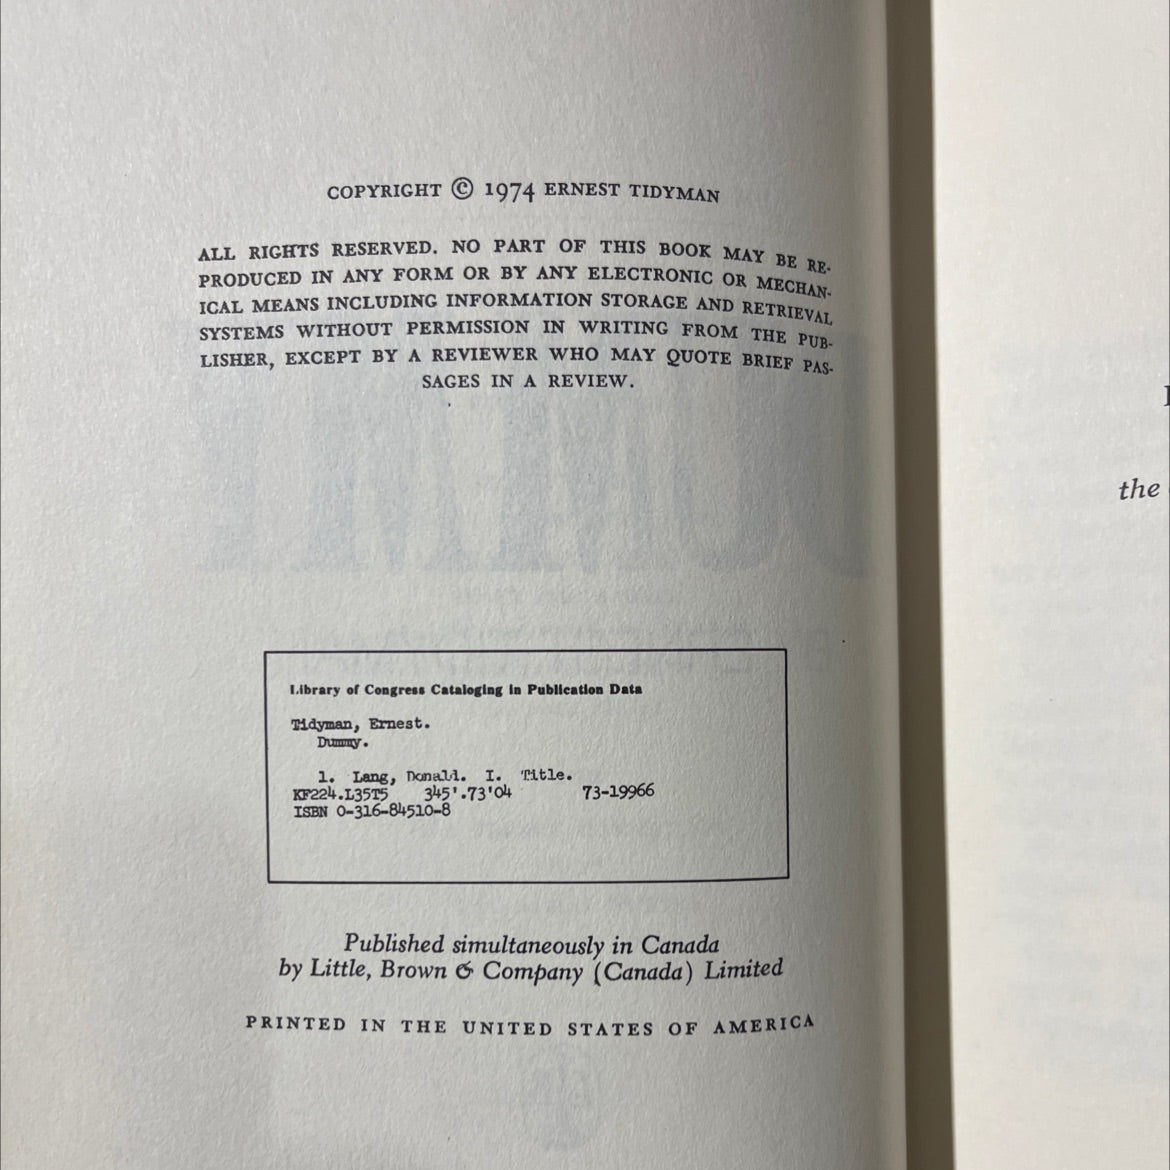 COPYRIGHT © 1974 ERNEST TIDYMAN
ALL RIGHTS RESERVED. NO PART OF THIS BOOK MAY BE RE-
PRODUCED IN ANY FORM OR BY ANY ELECTRONIC OR MECHAN-
ICAL MEANS INCLUDING INFORMATION STORAGE AND RETRIEVAL
SYSTEMS WITHOUT PERMISSION IN WRITING FROM THE PUB-
LISHER, EXCEPT BY A REVIEWER WHO MAY QUOTE BRIEF PAS-
SAGES IN A REVIEW.
Library of Congress Cataloging in Publication Data
Tidyman, Ernest.
Dummy.
1. Lang, Donald. I. Title.
KF224.L35T5 345'.73'04 73-19966
ISBN 0-316-84510-8
Published simultaneously in Canada
by Little, Brown & Company (Canada) Limited
PRINTED IN THE UNITED STATES OF AMERICA
the